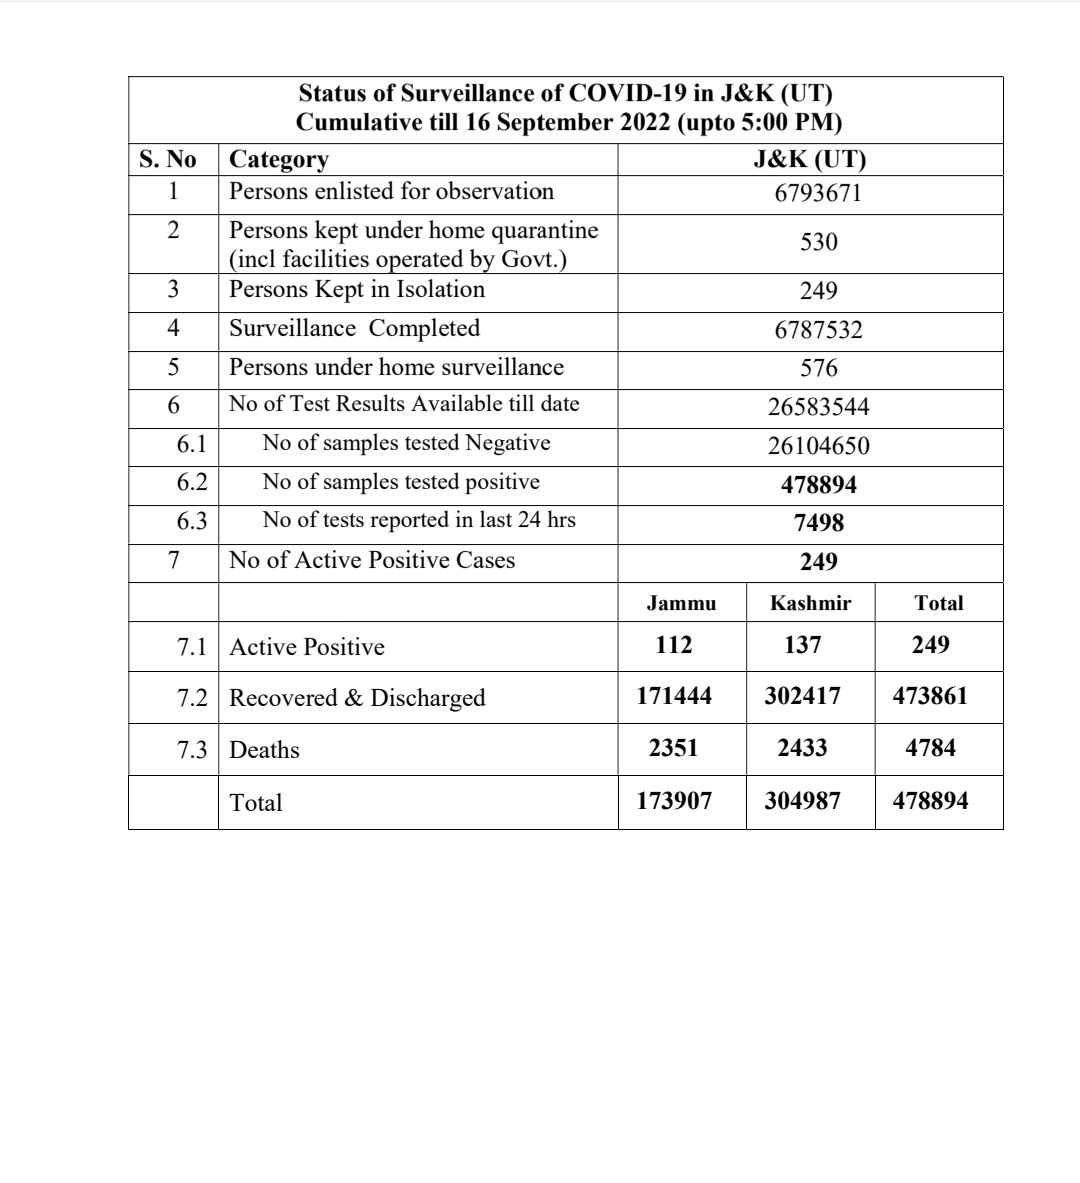 Status of Surveillance of COVID-19 in J&K (UT)
Cumulative till 16 September 2022 (upto 5:00 PM)
S. No Category J&K (UT)
1 Persons enlisted for observation 6793671
2 Persons kept under home quarantine
(incl facilities operated by Govt.) 530
3 Persons Kept in Isolation 249
4 Surveillance Completed 6787532
5 Persons under home surveillance 576
6 No of Test Results Available till date 26583544
6.1 No of samples tested Negative 26104650
6.2 No of samples tested positive 478894
6.3 No of tests reported in last 24 hrs 7498
7 No of Active Positive Cases 249
Jammu Kashmir Total
7.1 Active Positive 112 137 249
7.2 Recovered & Discharged 171444 302417 473861
7.3 Deaths 2351 2433 4784
Total 173907 304987 478894